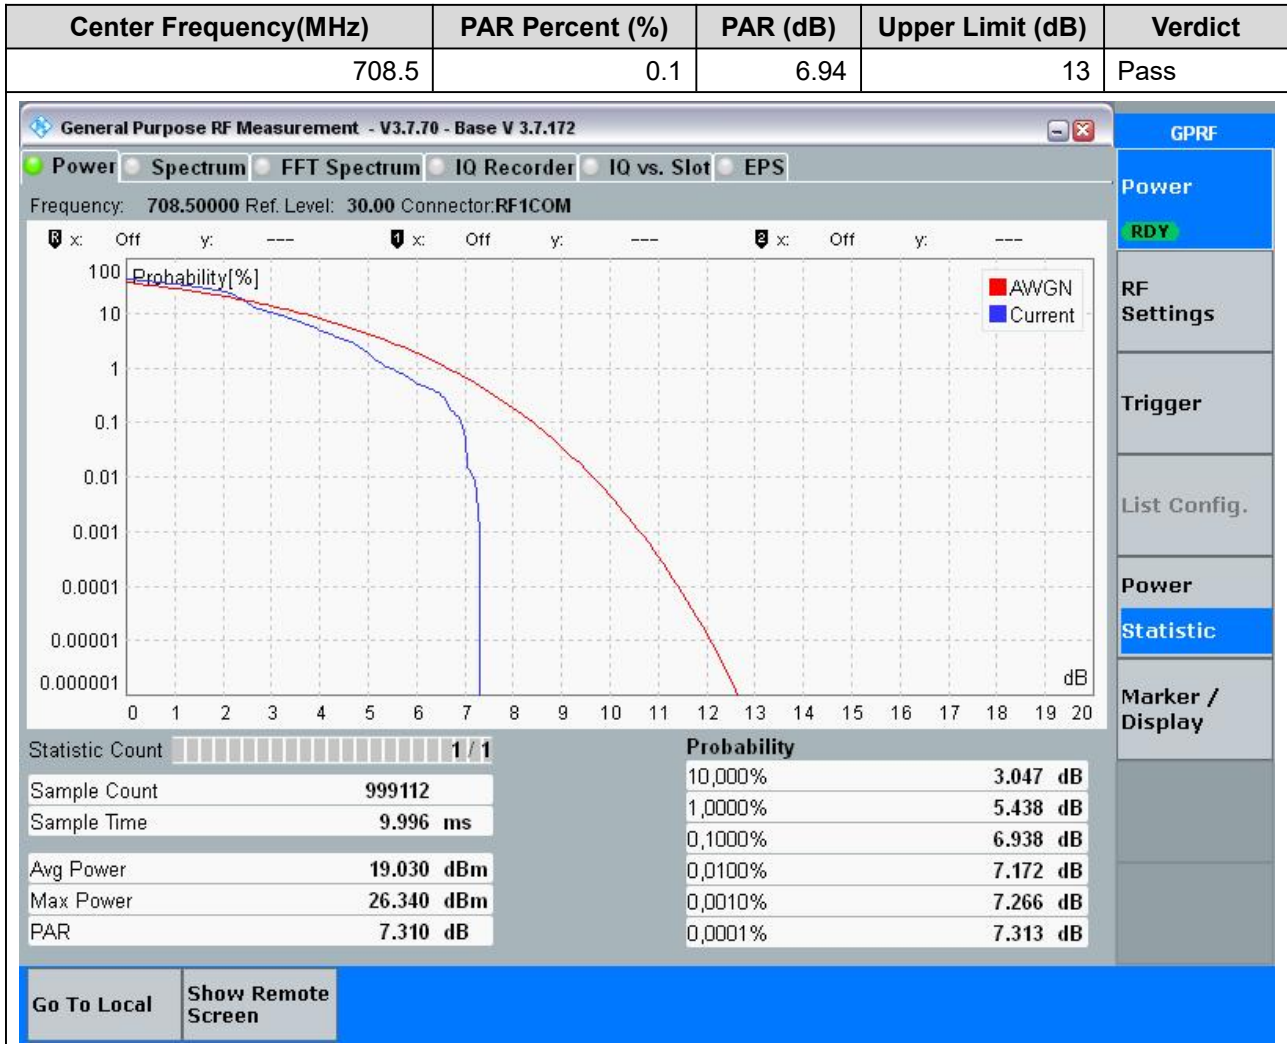 Center Frequency(MHz) PAR Percent (%) PAR (dB) Upper Limit (dB) Verdict
708.5 0.1 6.94 13 Pass
General Purpose RF Measurement - V3.7.70 - Base V 3.7.172
GPRF
Power Spectrum FFT Spectrum IQ Recorder IQ vs. Slot EPS
Frequency: 708.50000 Ref. Level: 30.00 Connector:RF1COM
R x: Off y: --- 1 x: Off y: --- 2 x: Off y: ---
Probability[%]
AWGN
Current
100
10
1
0.1
0.01
0.001
0.0001
0.00001
0.000001
dB
0 1 2 3 4 5 6 7 8 9 10 11 12 13 14 15 16 17 18 19 20
Statistic Count 1 / 1
Sample Count 999112
Sample Time 9.996 ms
Avg Power 19.030 dBm
Max Power 26.340 dBm
PAR 7.310 dB
Probability
10,000% 3.047 dB
1,0000% 5.438 dB
0,1000% 6.938 dB
0,0100% 7.172 dB
0,0010% 7.266 dB
0,0001% 7.313 dB
Power
RDY
RF
Settings
Trigger
List Config.
Power
Statistic
Marker /
Display
Go To Local
Show Remote
Screen